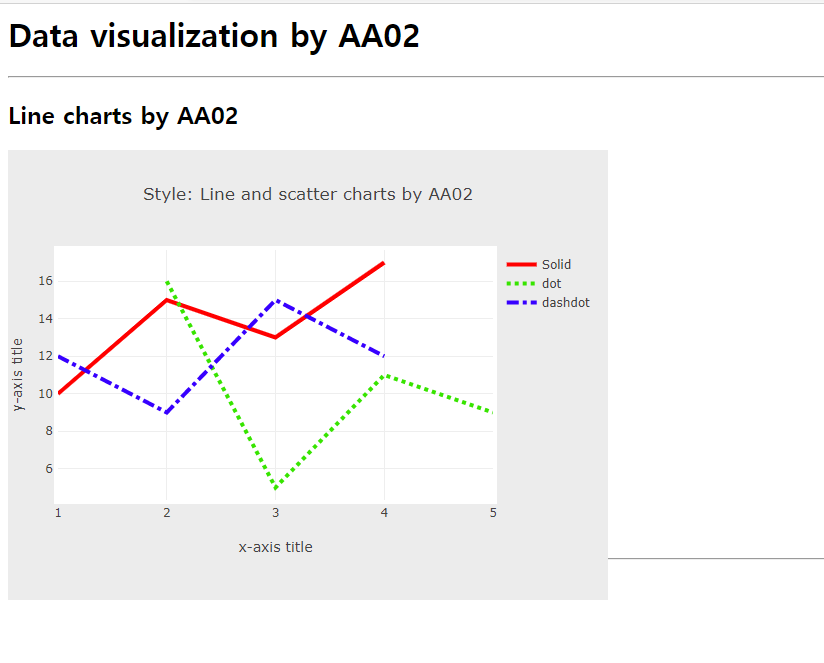 Data visualization by AA02
Line charts by AA02
Style: Line and scatter charts by AA02
Solid
dot
dashdot
16
14
12
10
8
6
y-axis title
1 2 3 4 5
x-axis title